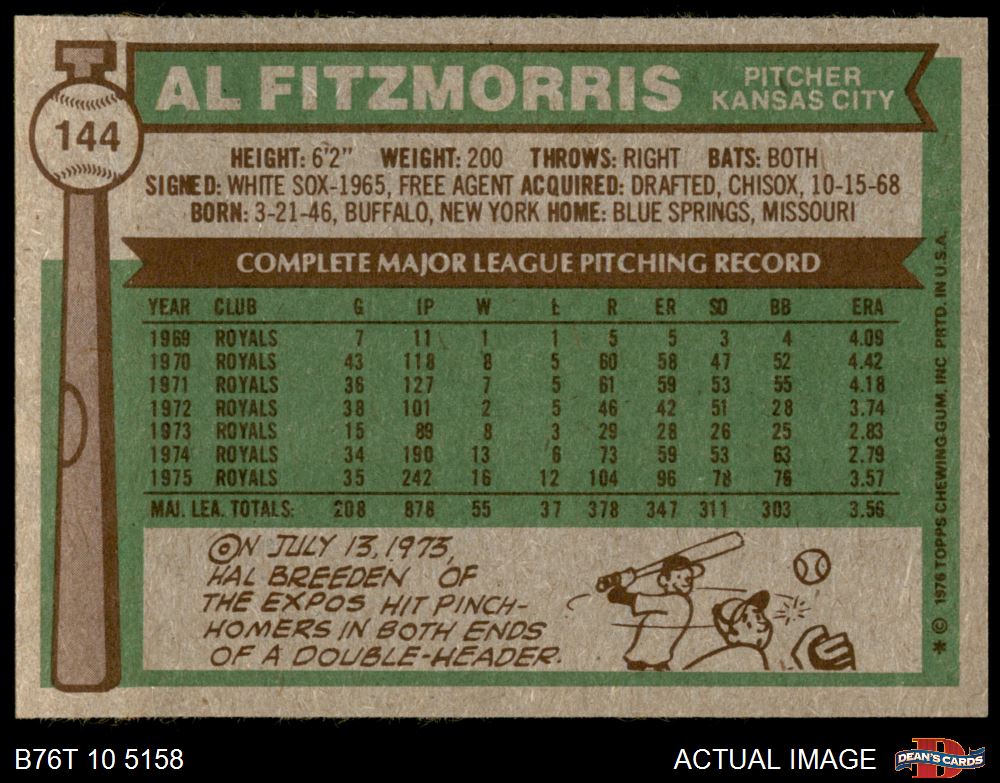 T
144
AL FITZMORRIS
PITCHER
KANSAS CITY
HEIGHT: 6'2" WEIGHT: 200 THROWS: RIGHT BATS: BOTH
SIGNED: WHITE SOX-1965, FREE AGENT ACQUIRED: DRAFTED, CHISOX, 10-15-68
BORN: 3-21-46, BUFFALO, NEW YORK HOME: BLUE SPRINGS, MISSOURI
COMPLETE MAJOR LEAGUE PITCHING RECORD
YEAR CLUB G IP W L R ER SO BB ERA
1969 ROYALS 7 11 1 1 5 5 3 4 4.09
1970 ROYALS 43 118 8 5 60 58 47 52 4.42
1971 ROYALS 36 127 7 5 61 59 53 55 4.18
1972 ROYALS 38 101 2 5 46 42 51 28 3.74
1973 ROYALS 15 89 8 3 29 28 26 25 2.83
1974 ROYALS 34 190 13 6 73 59 53 63 2.79
1975 ROYALS 35 242 16 12 104 96 78 76 3.57
MAJ. LEA. TOTALS: 208 878 55 37 378 347 311 303 3.56
ON JULY 13, 1973,
HAL BREEDEN OF
THE EXPOS HIT PINCH-
HOMERS IN BOTH ENDS
OF A DOUBLE-HEADER.
* © 1976 TOPPS CHEWING GUM, INC. PRTD. IN U.S.A.
B76T 10 5158
ACTUAL IMAGE
D
DEAN'S CARDS